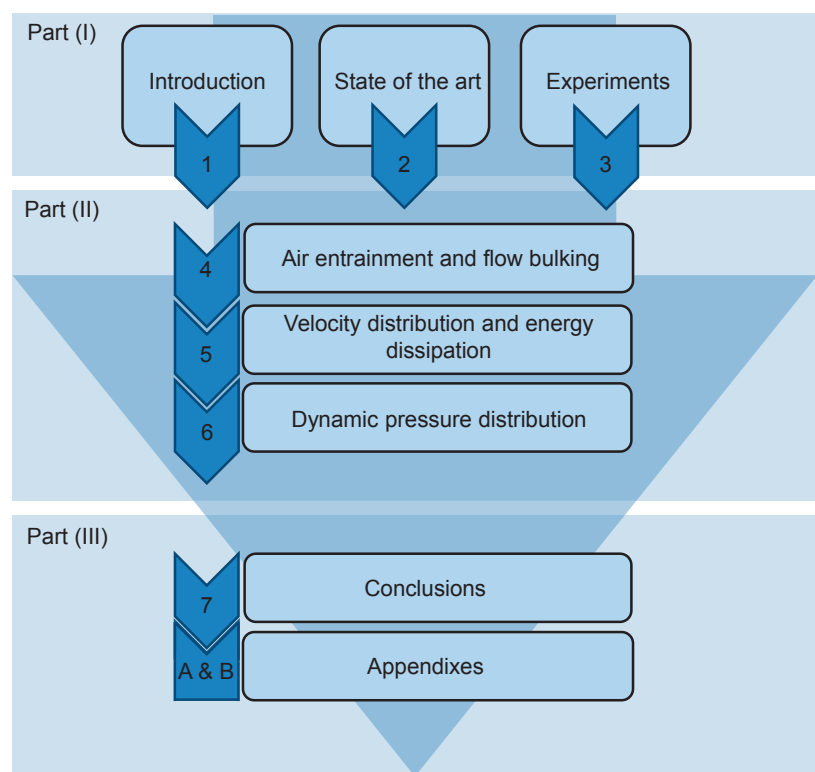 Part (I)
Introduction
State of the art
Experiments
1
2
3
Part (II)
4
Air entrainment and flow bulking
5
Velocity distribution and energy
dissipation
6
Dynamic pressure distribution
Part (III)
7
Conclusions
A & B
Appendixes